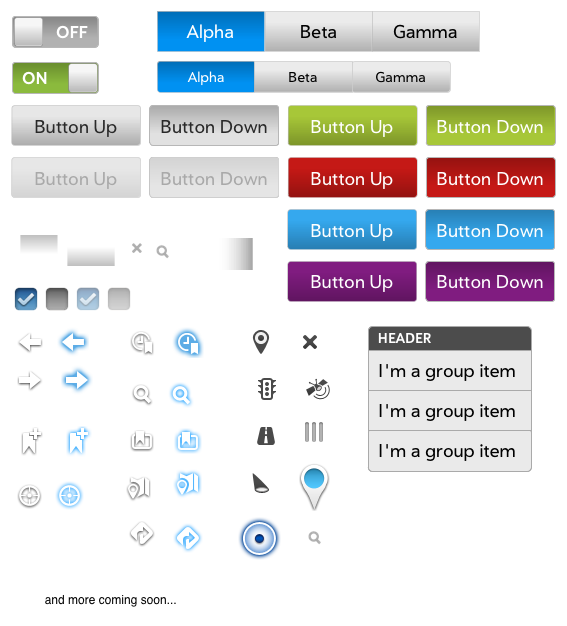 OFF
Alpha Beta Gamma
ON
Alpha Beta Gamma
Button Up Button Down Button Up Button Down
Button Up Button Down Button Up Button Down
Button Up Button Down
Button Up Button Down
HEADER
I'm a group item
I'm a group item
I'm a group item
and more coming soon...